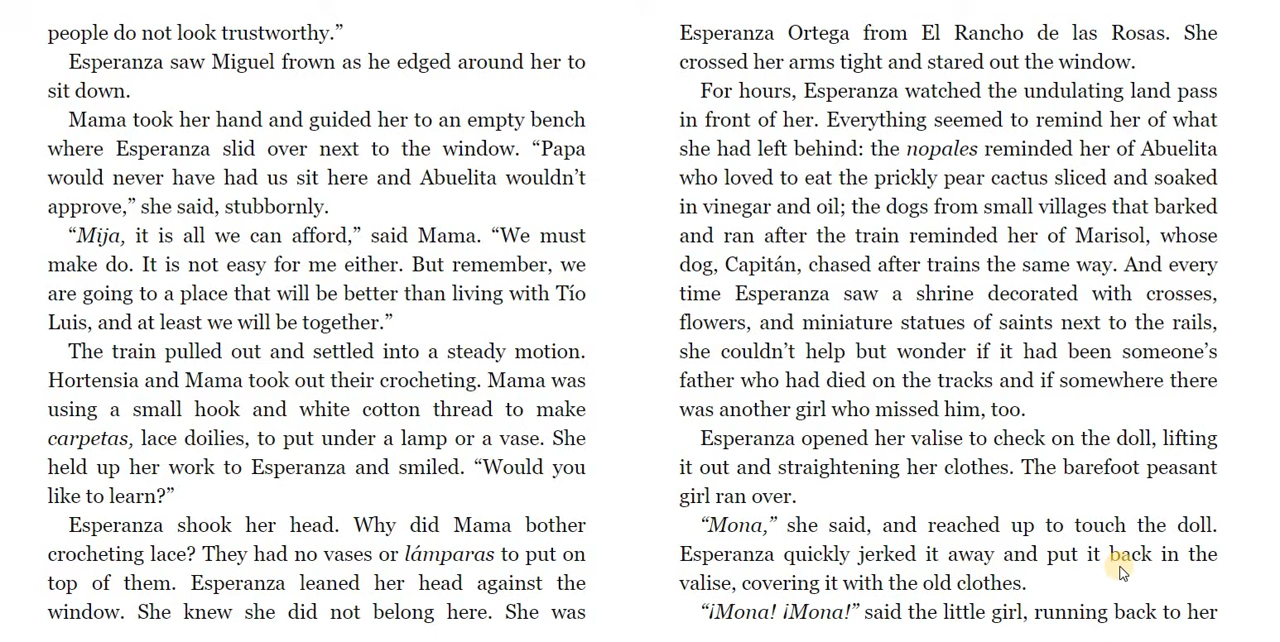 people do not look trustworthy.”
Esperanza saw Miguel frown as he edged around her to
sit down.
Mama took her hand and guided her to an empty bench
where Esperanza slid over next to the window. “Papa
would never have had us sit here and Abuelita wouldn’t
approve,” she said, stubbornly.
“Mija, it is all we can afford,” said Mama. “We must
make do. It is not easy for me either. But remember, we
are going to a place that will be better than living with Tío
Luis, and at least we will be together.”
The train pulled out and settled into a steady motion.
Hortensia and Mama took out their crocheting. Mama was
using a small hook and white cotton thread to make
carpetas, lace doilies, to put under a lamp or a vase. She
held up her work to Esperanza and smiled. “Would you
like to learn?”
Esperanza shook her head. Why did Mama bother
crocheting lace? They had no vases or lámparas to put on
top of them. Esperanza leaned her head against the
window. She knew she did not belong here. She was
Esperanza Ortega from El Rancho de las Rosas. She
crossed her arms tight and stared out the window.
For hours, Esperanza watched the undulating land pass
in front of her. Everything seemed to remind her of what
she had left behind: the nopales reminded her of Abuelita
who loved to eat the prickly pear cactus sliced and soaked
in vinegar and oil; the dogs from small villages that barked
and ran after the train reminded her of Marisol, whose
dog, Capitán, chased after trains the same way. And every
time Esperanza saw a shrine decorated with crosses,
flowers, and miniature statues of saints next to the rails,
she couldn’t help but wonder if it had been someone’s
father who had died on the tracks and if somewhere there
was another girl who missed him, too.
Esperanza opened her valise to check on the doll, lifting
it out and straightening her clothes. The barefoot peasant
girl ran over.
“Mona,” she said, and reached up to touch the doll.
Esperanza quickly jerked it away and put it back in the
valise, covering it with the old clothes.
“¡Mona! ¡Mona!” said the little girl, running back to her